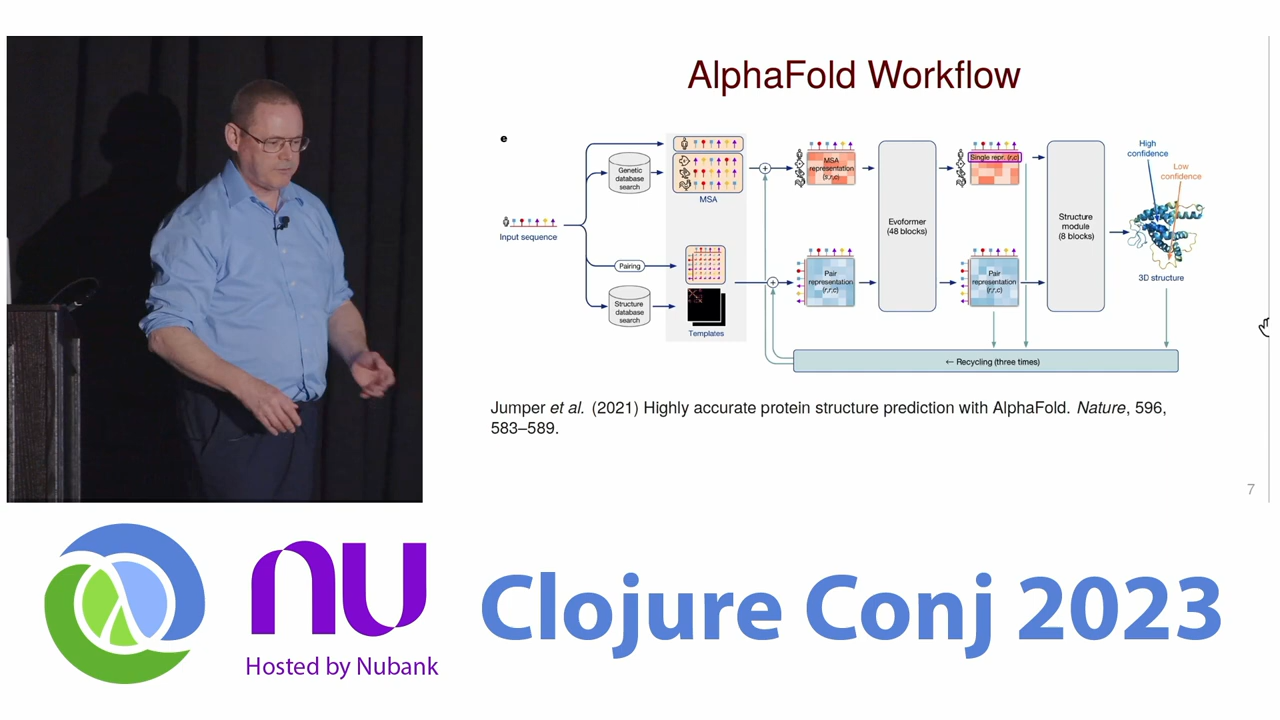 AlphaFold Workflow
e
Input sequence
Genetic
database
search
Pairing
Structure
database
search
MSA
Templates
MSA
representation
(s,r,c)
Pair
representation
(r,r,c)
Evoformer
(48 blocks)
Single repr. (r,c)
Pair
representation
(r,r,c)
Structure
module
(8 blocks)
High
confidence
Low
confidence
3D structure
← Recycling (three times)
Jumper et al. (2021) Highly accurate protein structure prediction with AlphaFold. Nature, 596,
583–589.
7
nu
Hosted by Nubank
Clojure Conj 2023